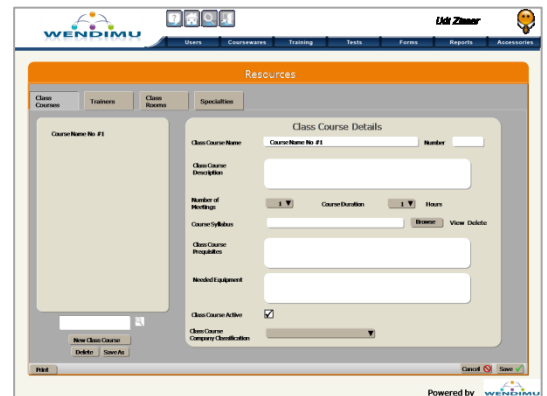 WENDIMU
Udi Zinner
Users Coursewares Training Tests Forms Reports Accessories
Resources
Class Courses Trainers Class Rooms Specialties
Course Name No #1
Class Course Details
Class Course Name Course Name No #1 Number
Class Course
Description
Number of
Meetings 1 Course Duration 1 Hours
Course Syllabus Browse View Delete
Class Course
Prequisites
Needed Equipment
Class Course Active
Class Course
Company Classification
New Class Course
Delete Save As
Print Cancel Save
Powered by WENDIMU